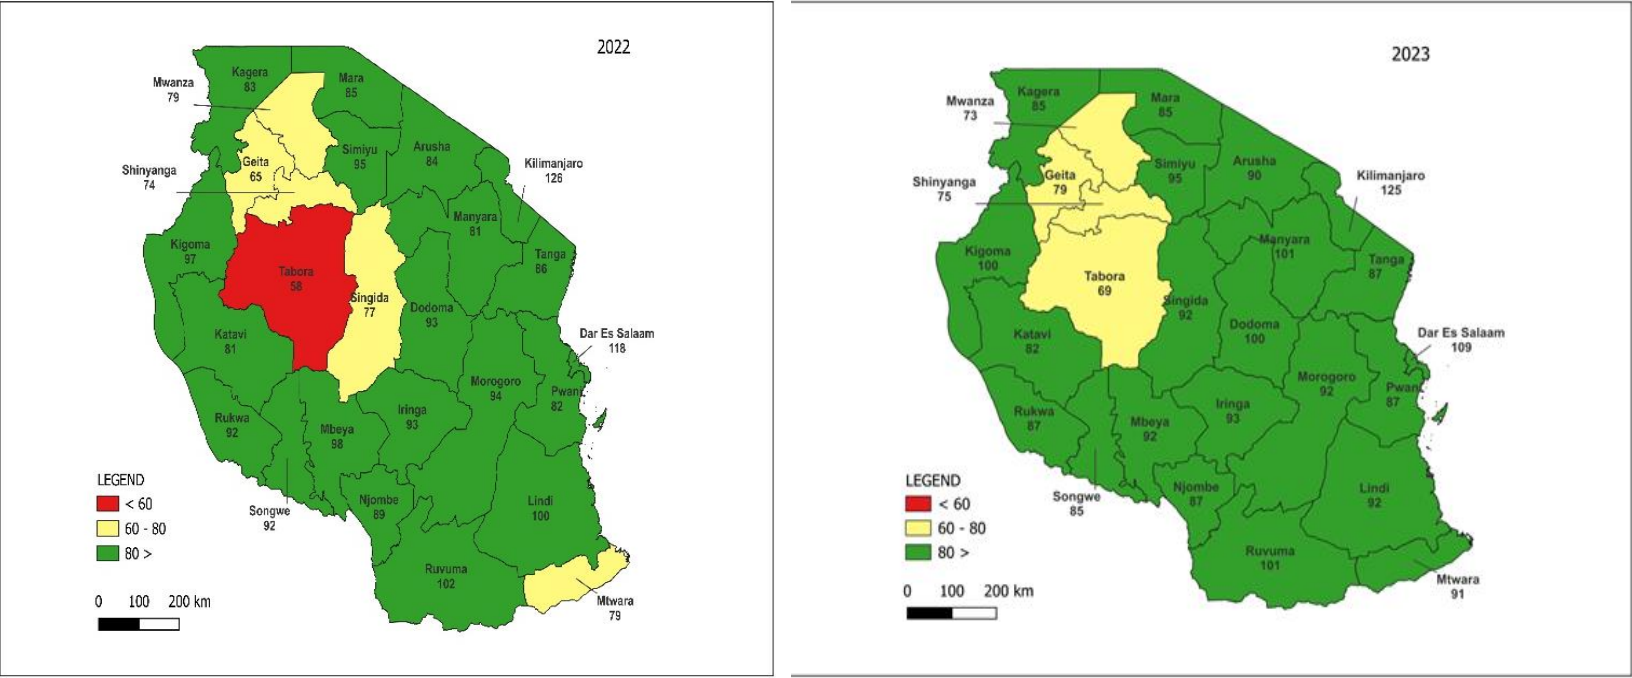 2022
Kagera
83
Mara
85
Mwanza
79
Simiyu
95
Arusha
84
Geita
65
Kilimanjaro
126
Shinyanga
74
Manyara
81
Kigoma
97
Tanga
86
Tabora
58
Singida
77
Dodoma
93
Katavi
81
Dar Es Salaam
118
Morogoro
94
Pwani
82
Rukwa
92
Iringa
93
Mbeya
98
Njombe
89
Lindi
100
Songwe
92
Ruvuma
102
Mtwara
79
LEGEND
< 60
60 - 80
80 >
0 100 200 km
2023
Kagera
85
Mara
85
Mwanza
73
Simiyu
95
Arusha
90
Geita
79
Kilimanjaro
125
Shinyanga
75
Manyara
101
Kigoma
100
Tanga
87
Tabora
69
Singida
92
Dodoma
100
Katavi
82
Dar Es Salaam
109
Morogoro
92
Pwani
87
Rukwa
87
Iringa
93
Mbeya
92
Njombe
87
Lindi
92
Songwe
85
Ruvuma
101
Mtwara
91
LEGEND
< 60
60 - 80
80 >
0 100 200 km